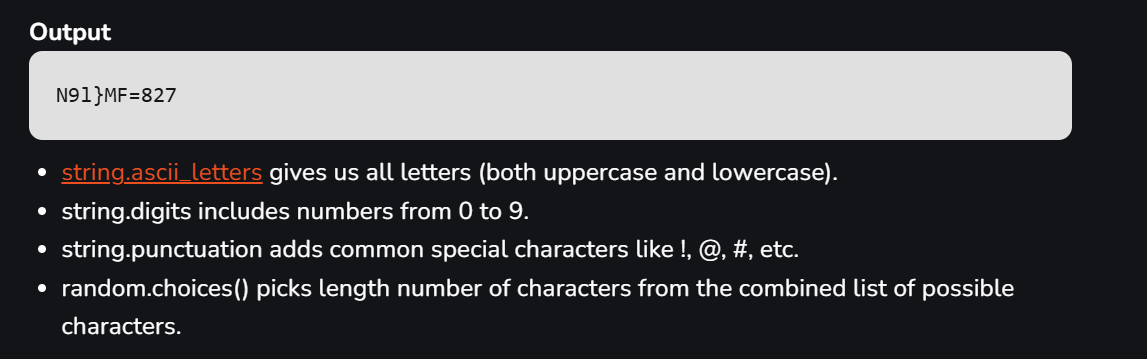 Output
N91}MF=827
string.ascii_letters gives us all letters (both uppercase and lowercase).
string.digits includes numbers from 0 to 9.
string.punctuation adds common special characters like !, @, #, etc.
random.choices() picks length number of characters from the combined list of possible
characters.